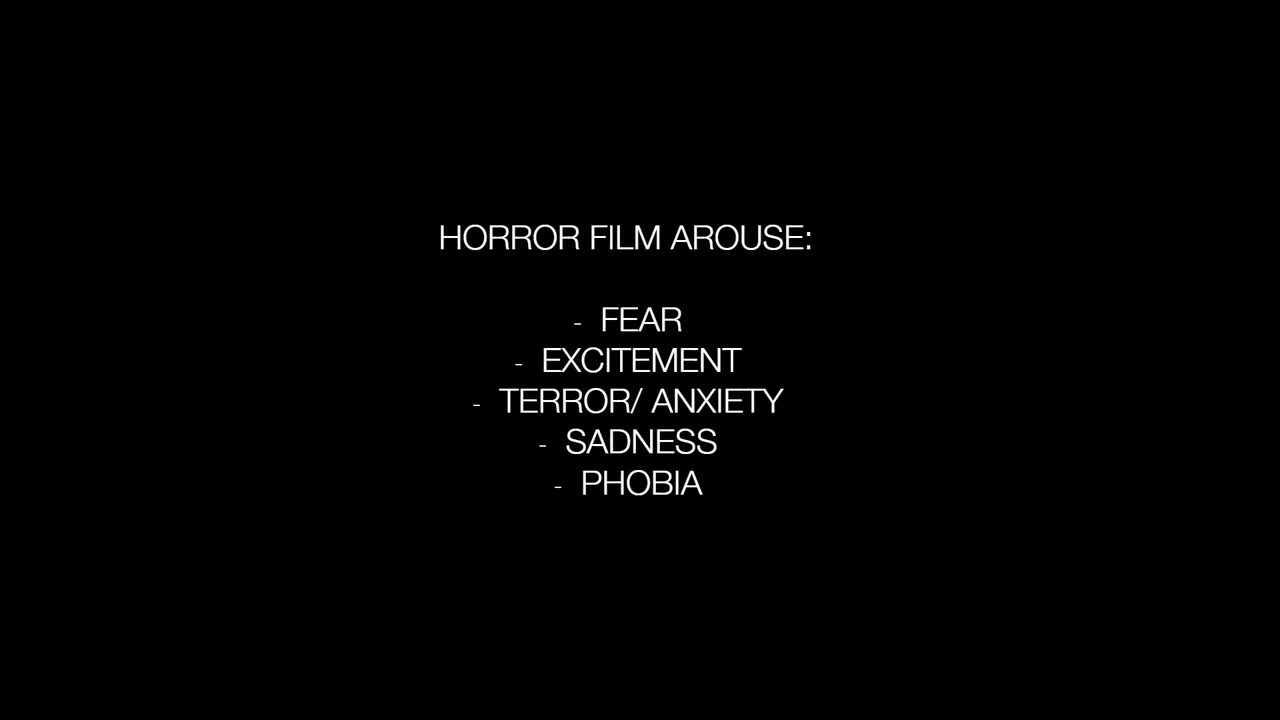 HORROR FILM AROUSE:
- FEAR
- EXCITEMENT
- TERROR/ ANXIETY
- SADNESS
- PHOBIA